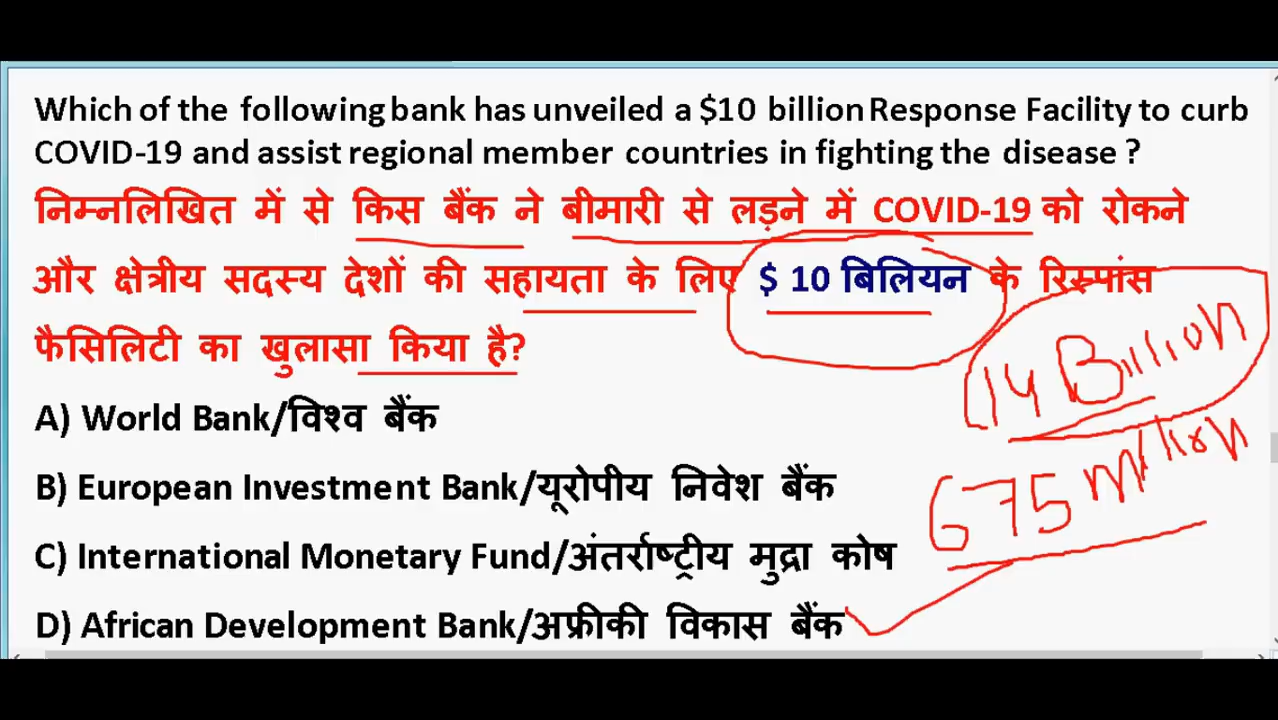 Which of the following bank has unveiled a $10 billion Response Facility to curb
COVID-19 and assist regional member countries in fighting the disease ?
निम्नलिखित में से किस बैंक ने बीमारी से लड़ने में COVID-19 को रोकने
और क्षेत्रीय सदस्य देशों की सहायता के लिए $ 10 बिलियन के रिस्पांस
फैसिलिटी का खुलासा किया है?
14 Billion
A) World Bank/विश्व बैंक
675 million
B) European Investment Bank/यूरोपीय निवेश बैंक
C) International Monetary Fund/अंतर्राष्ट्रीय मुद्रा कोष
D) African Development Bank/अफ्रीकी विकास बैंक